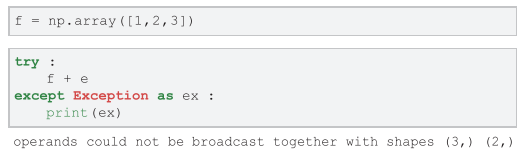 f = np.array([1,2,3])
try :
    f + e
except Exception as ex :
    print(ex)
operands could not be broadcast together with shapes (3,) (2,)